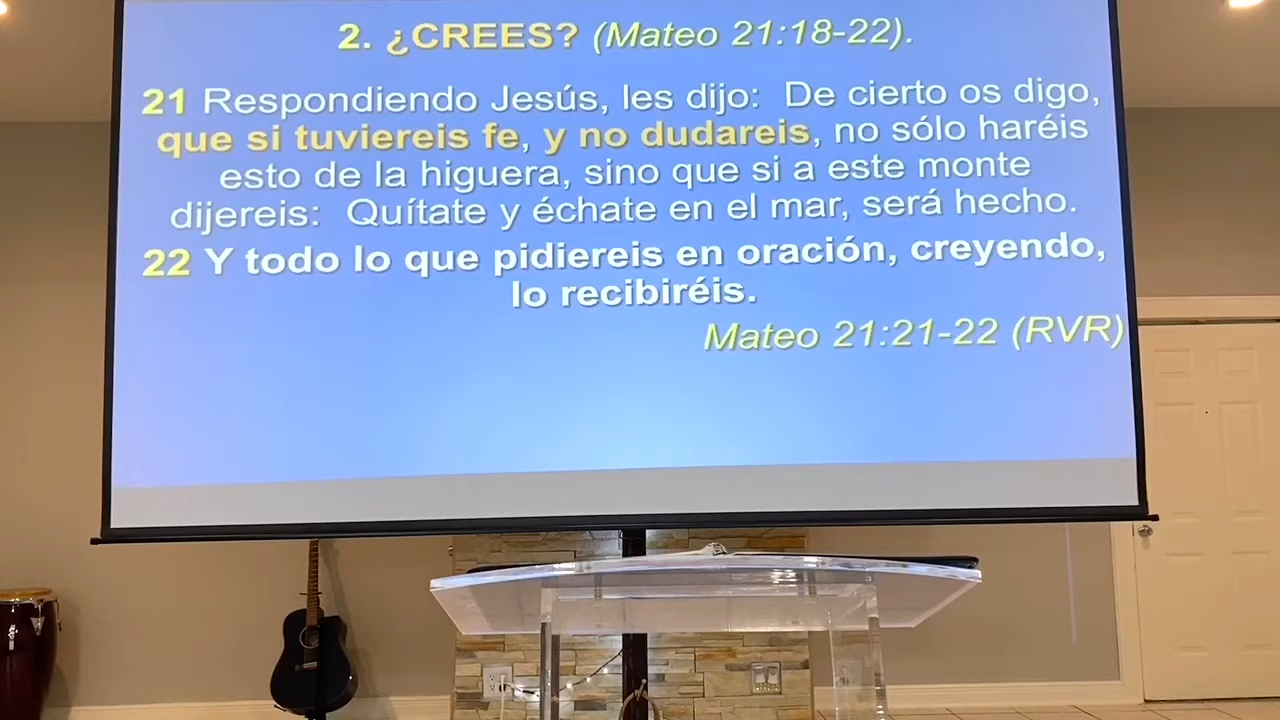 2. ¿CREES? (Mateo 21:18-22).
21 Respondiendo Jesús, les dijo: De cierto os digo,
que si tuviereis fe, y no dudareis, no sólo haréis
esto de la higuera, sino que si a este monte
dijereis: Quítate y échate en el mar, será hecho.
22 Y todo lo que pidiereis en oración, creyendo,
lo recibiréis.
Mateo 21:21-22 (RVR)